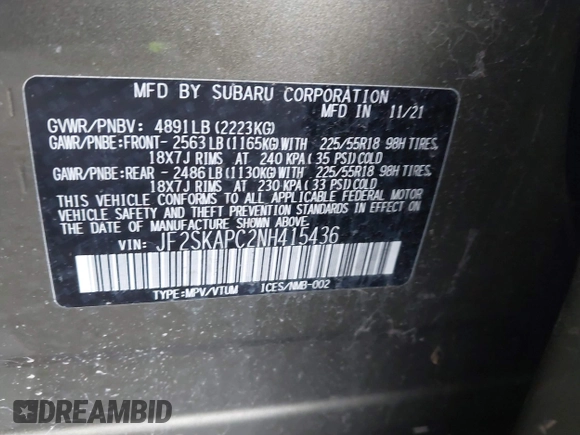 MFD BY SUBARU CORPORATION
MFD IN 11/21
GVWR/PNBV: 4891LB(2223KG)
GAWR/PNBE:FRONT- 2563LB(1165KG)WITH 225/55R18 98H TIRES,
18X7J RIMS AT 240 KPA(35 PSI)COLD
GAWR/PNBE:REAR - 2486LB(1130KG)WITH 225/55R18 98H TIRES,
18X7J RIMS AT 230 KPA(33 PSI)COLD
THIS VEHICLE CONFORMS TO ALL APPLICABLE FEDERAL MOTOR
VEHICLE SAFETY AND THEFT PREVENTION STANDARDS IN EFFECT ON
THE DATE OF MANUFACTURE SHOWN ABOVE.
VIN: JF2SKAPC2NH415436
TYPE:MPV/VTUM ICES/NMB-002
DREAMBID